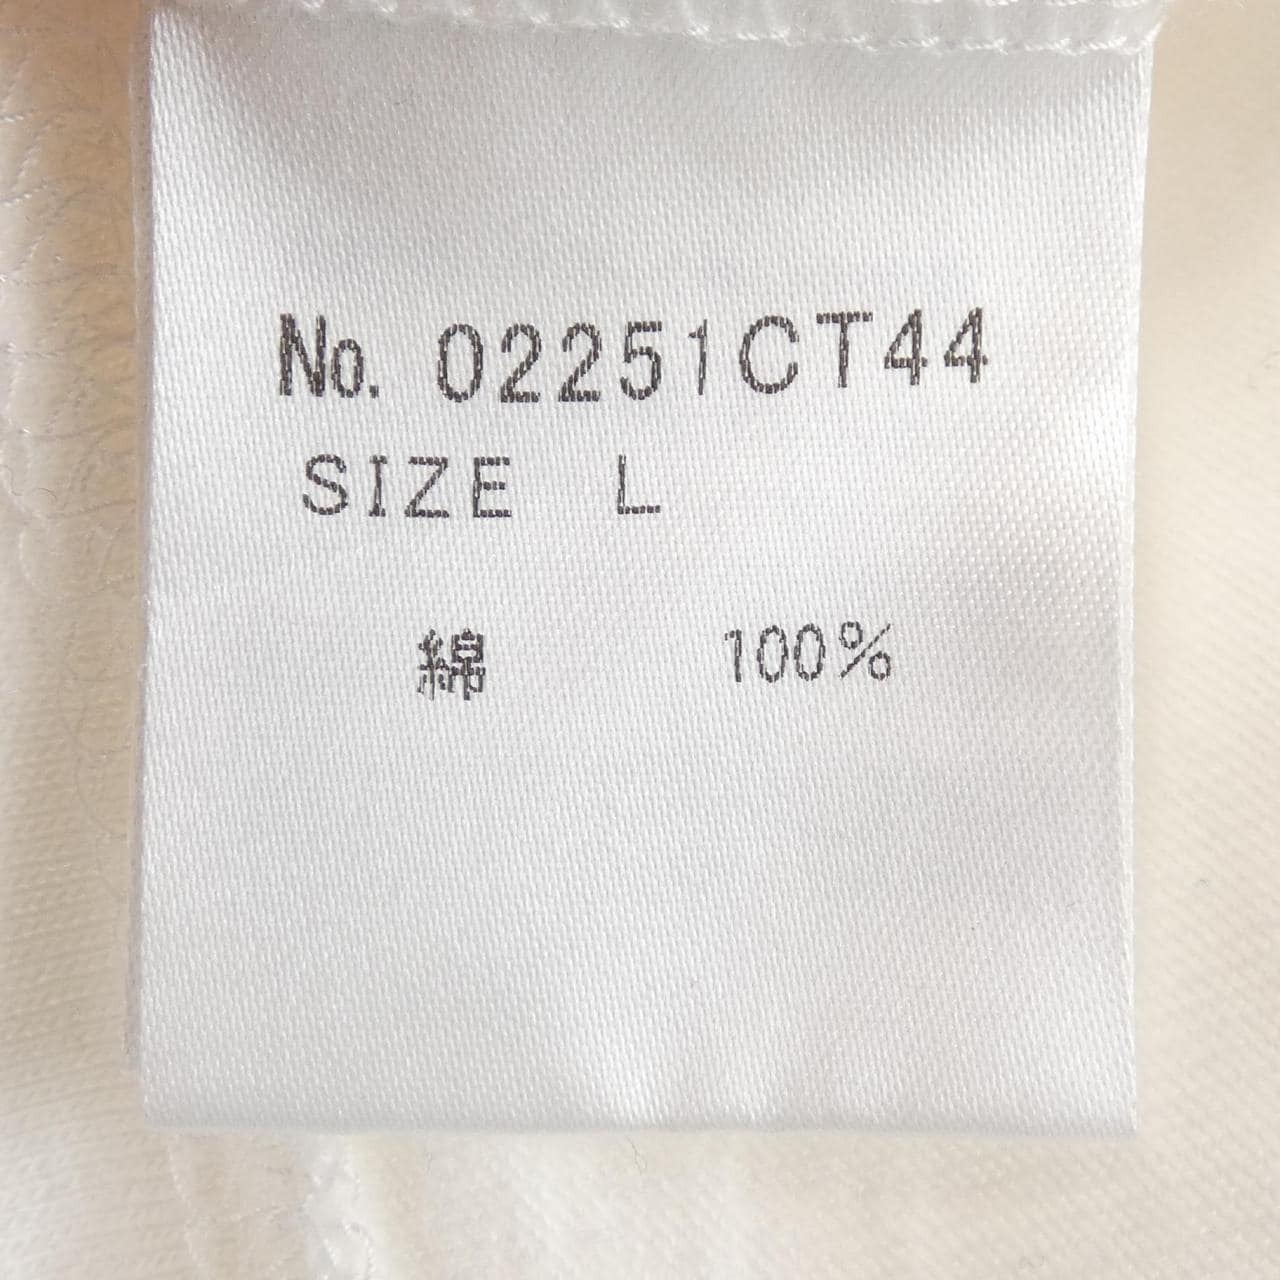 No. 02251CT44
SIZE L
綿 100%